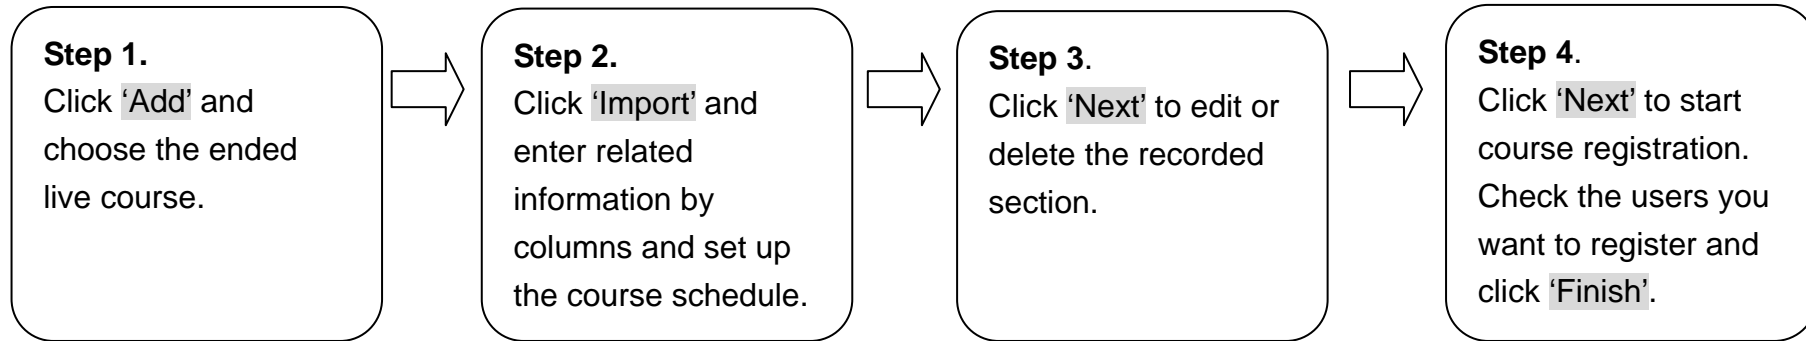 Step 1.
Click ‘Add’ and
choose the ended
live course.
Step 2.
Click ‘Import’ and
enter related
information by
columns and set up
the course schedule.
Step 3.
Click ‘Next’ to edit or
delete the recorded
section.
Step 4.
Click ‘Next’ to start
course registration.
Check the users you
want to register and
click ‘Finish’.